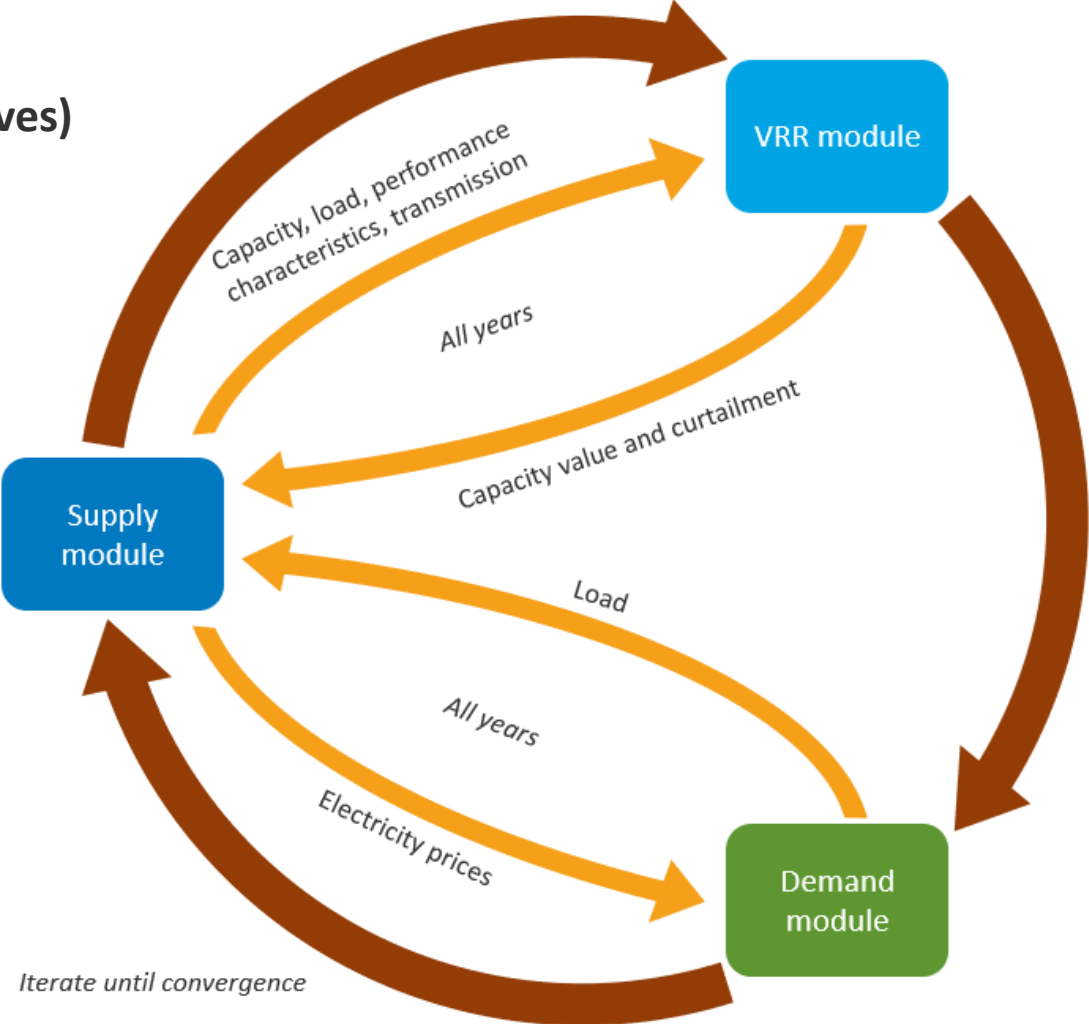 ves)
VRR module
Capacity, load, performance
characteristics, transmission
All years
Capacity value and curtailment
Supply
module
Load
All years
Electricity prices
Demand
module
Iterate until convergence